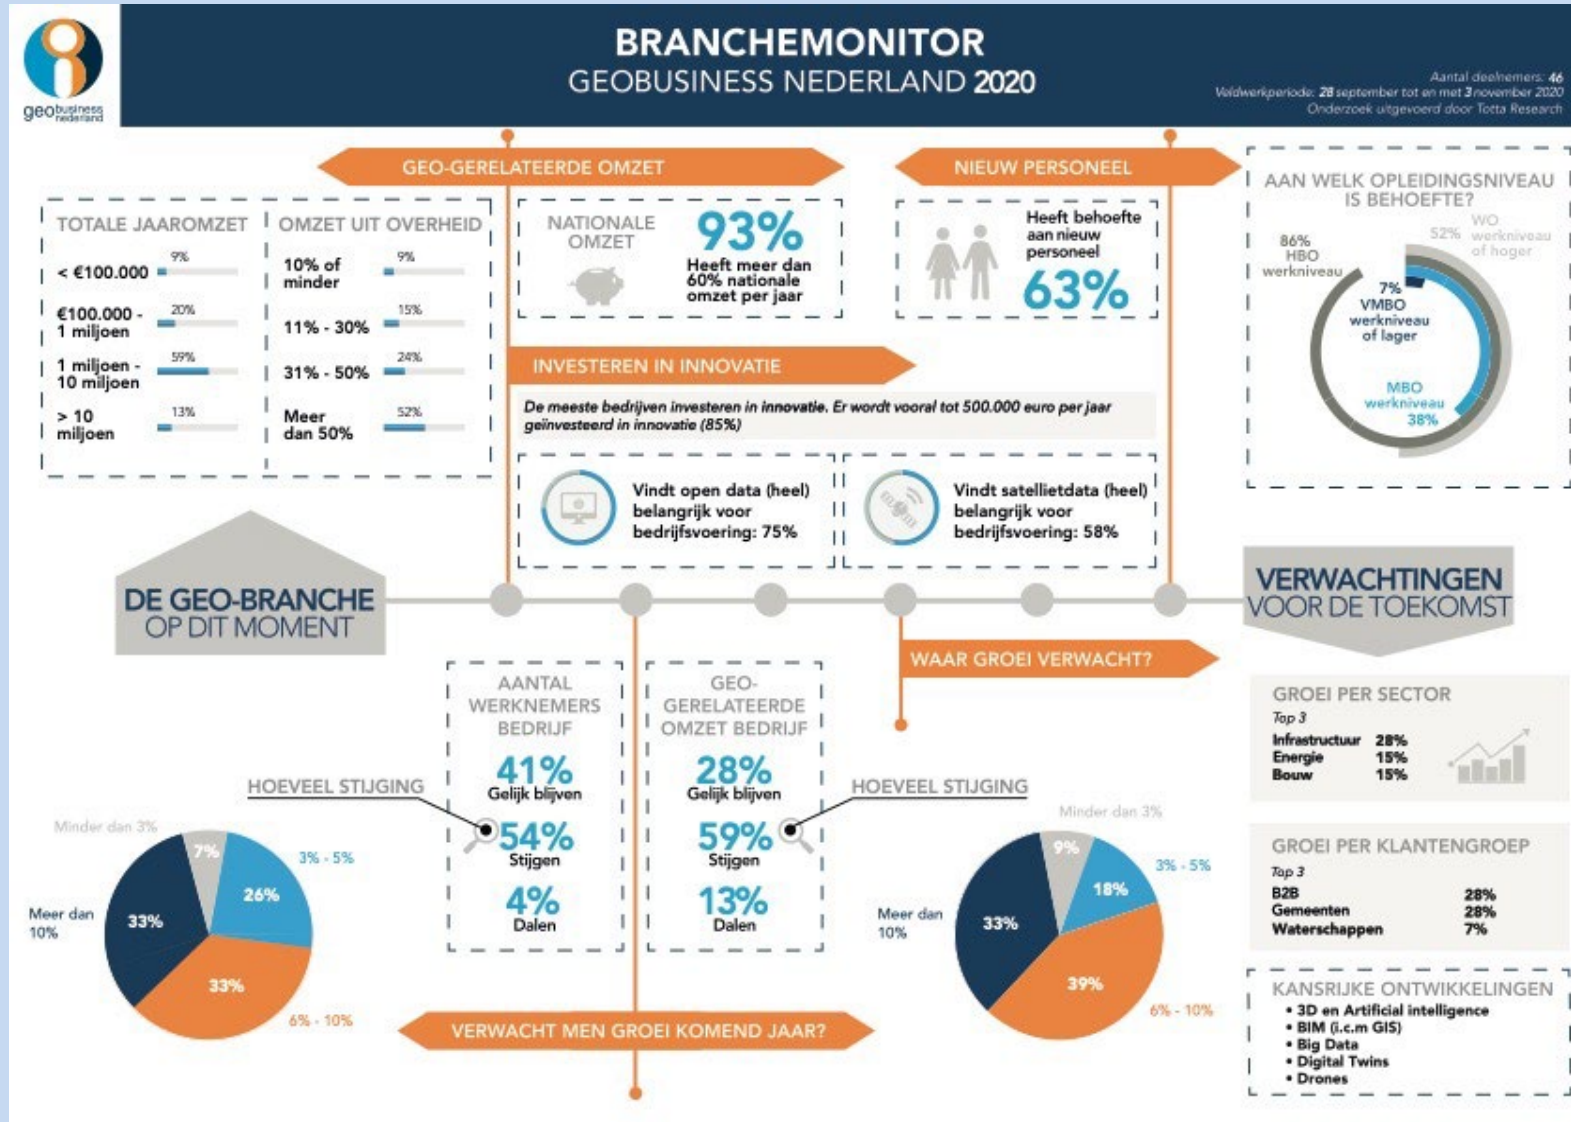 geobusiness
nederland
BRANCHEMONITOR
GEOBUSINESS NEDERLAND 2020
Aantal deelnemers: 46
Veldwerkperiode: 28 september tot en met 3 november 2020
Onderzoek uitgevoerd door Totta Research
GEO-GERELATEERDE OMZET
TOTALE JAAROMZET
< €100.000
9%
€100.000 -
1 miljoen
20%
1 miljoen -
10 miljoen
59%
> 10
miljoen
13%
OMZET UIT OVERHEID
10% of
minder
9%
11% - 30%
15%
31% - 50%
24%
Meer
dan 50%
52%
NATIONALE
OMZET
93%
Heeft meer dan
60% nationale
omzet per jaar
NIEUW PERSONEEL
Heeft behoefte
aan nieuw
personeel
63%
AAN WELK OPLEIDINGSNIVEAU
IS BEHOEFTE?
52% WO
werkniveau
of hoger
86%
HBO
werkniveau
7%
VMBO
werkniveau
of lager
MBO
werkniveau
38%
INVESTEREN IN INNOVATIE
De meeste bedrijven investeren in innovatie. Er wordt vooral tot 500.000 euro per jaar
geïnvesteerd in innovatie (85%)
Vindt open data (heel)
belangrijk voor
bedrijfsvoering: 75%
Vindt satellietdata (heel)
belangrijk voor
bedrijfsvoering: 58%
DE GEO-BRANCHE
OP DIT MOMENT
VERWACHTINGEN
VOOR DE TOEKOMST
WAAR GROEI VERWACHT?
AANTAL
WERKNEMERS
BEDRIJF
41%
Gelijk blijven
54%
Stijgen
4%
Dalen
GEO-
GERELATEERDE
OMZET BEDRIJF
28%
Gelijk blijven
59%
Stijgen
13%
Dalen
HOEVEEL STIJGING
Minder dan 3%
7%
3% - 5%
26%
Meer dan
10%
33%
33%
6% - 10%
HOEVEEL STIJGING
Minder dan 3%
9%
3% - 5%
18%
Meer dan
10%
33%
39%
6% - 10%
VERWACHT MEN GROEI KOMEND JAAR?
GROEI PER SECTOR
Top 3
Infrastructuur 28%
Energie 15%
Bouw 15%
GROEI PER KLANTENGROEP
Top 3
B2B 28%
Gemeenten 28%
Waterschappen 7%
KANSRIJKE ONTWIKKELINGEN
• 3D en Artificial intelligence
• BIM (i.c.m GIS)
• Big Data
• Digital Twins
• Drones